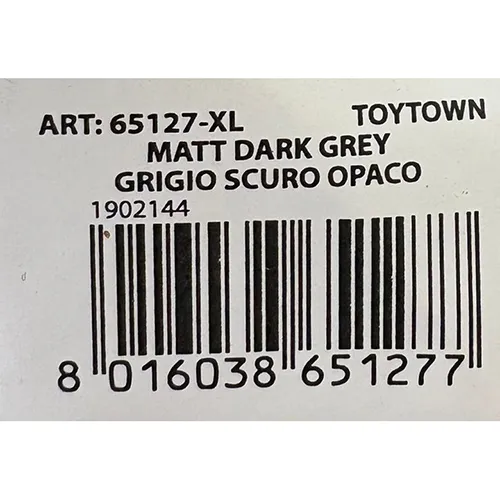 ART: 65127-XL TOYTOWN
MATT DARK GREY
GRIGIO SCURO OPACO
1902144
8 016038 651277